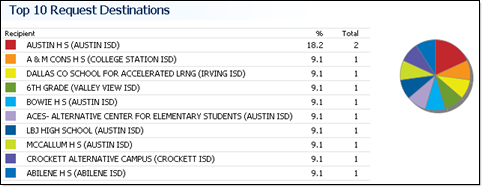 Top 10 Request Destinations
Recipient % Total
AUSTIN H S (AUSTIN ISD) 18.2 2
A & M CONS H S (COLLEGE STATION ISD) 9.1 1
DALLAS CO SCHOOL FOR ACCELERATED LRNG (IRVING ISD) 9.1 1
6TH GRADE (VALLEY VIEW ISD) 9.1 1
BOWIE H S (AUSTIN ISD) 9.1 1
ACES- ALTERNATIVE CENTER FOR ELEMENTARY STUDENTS (AUSTIN ISD) 9.1 1
LBJ HIGH SCHOOL (AUSTIN ISD) 9.1 1
MCCALLUM H S (AUSTIN ISD) 9.1 1
CROCKETT ALTERNATIVE CAMPUS (CROCKETT ISD) 9.1 1
ABILENE H S (ABILENE ISD) 9.1 1